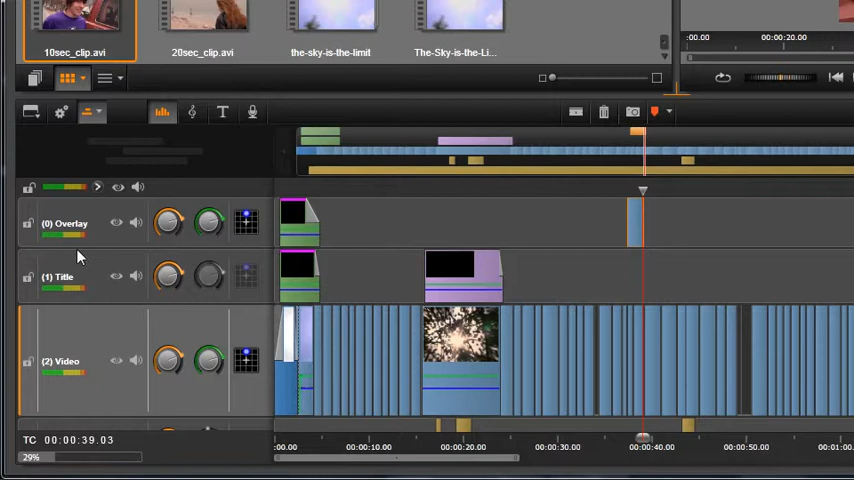 10sec_clip.avi
20sec_clip.avi
the-sky-is-the-limit
The-Sky-is-the-Li...
:00.00
00:00:20.00
T
(0) Overlay
(1) Title
(2) Video
TC 00:00:39.03
:00.00
00:00:10.00
00:00:20.00
00:00:30.00
00:00:40.00
00:00:50.00
00:01:0
29%